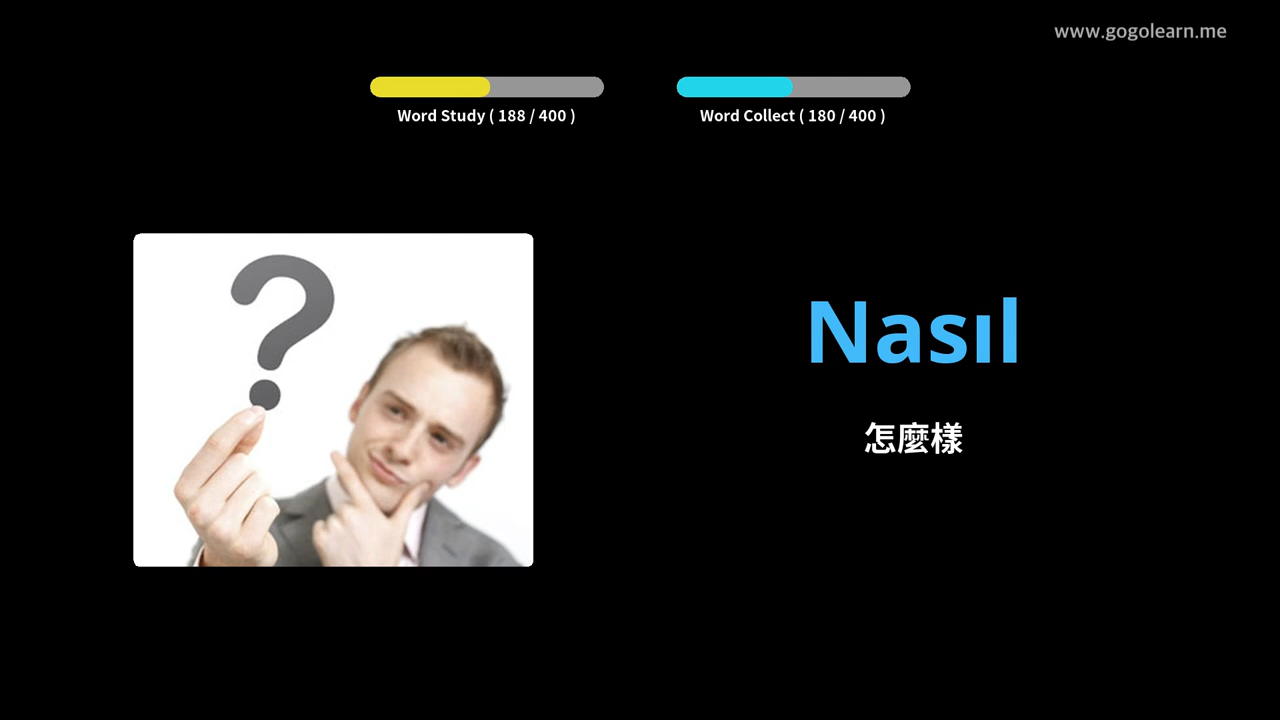 www.gogolearn.me
Word Study ( 188 / 400 )
Word Collect ( 180 / 400 )
?
Nasıl
怎麼樣